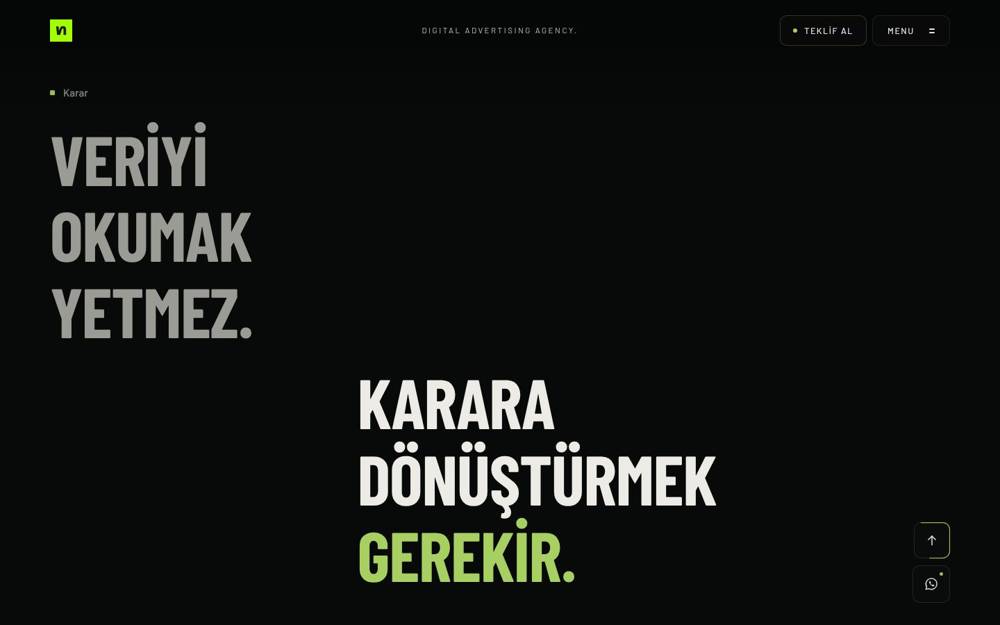 n
DIGITAL ADVERTISING AGENCY.
TEKLİF AL
MENU
Karar
VERİYİ
OKUMAK
YETMEZ.
KARARA
DÖNÜŞTÜRMEK
GEREKİR.